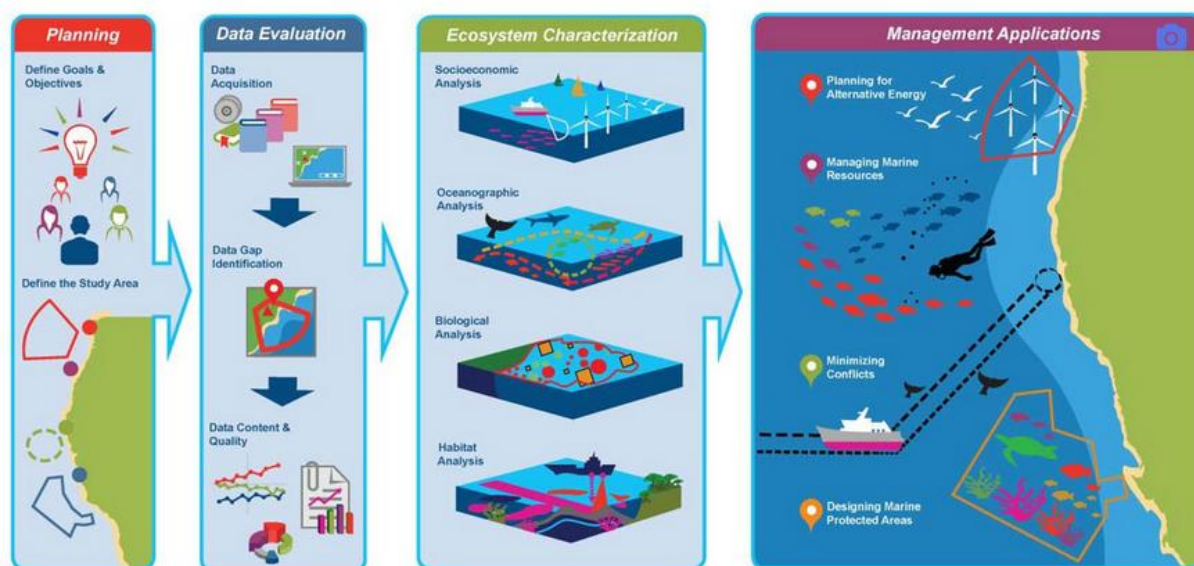 Planning
Define Goals &
Objectives
Define the Study Area
Data Evaluation
Data
Acquisition
Data Gap
Identification
Data Content &
Quality
Ecosystem Characterization
Socioeconomic
Analysis
Oceanographic
Analysis
Biological
Analysis
Habitat
Analysis
Management Applications
Planning for
Alternative Energy
Managing Marine
Resources
Minimizing
Conflicts
Designing Marine
Protected Areas